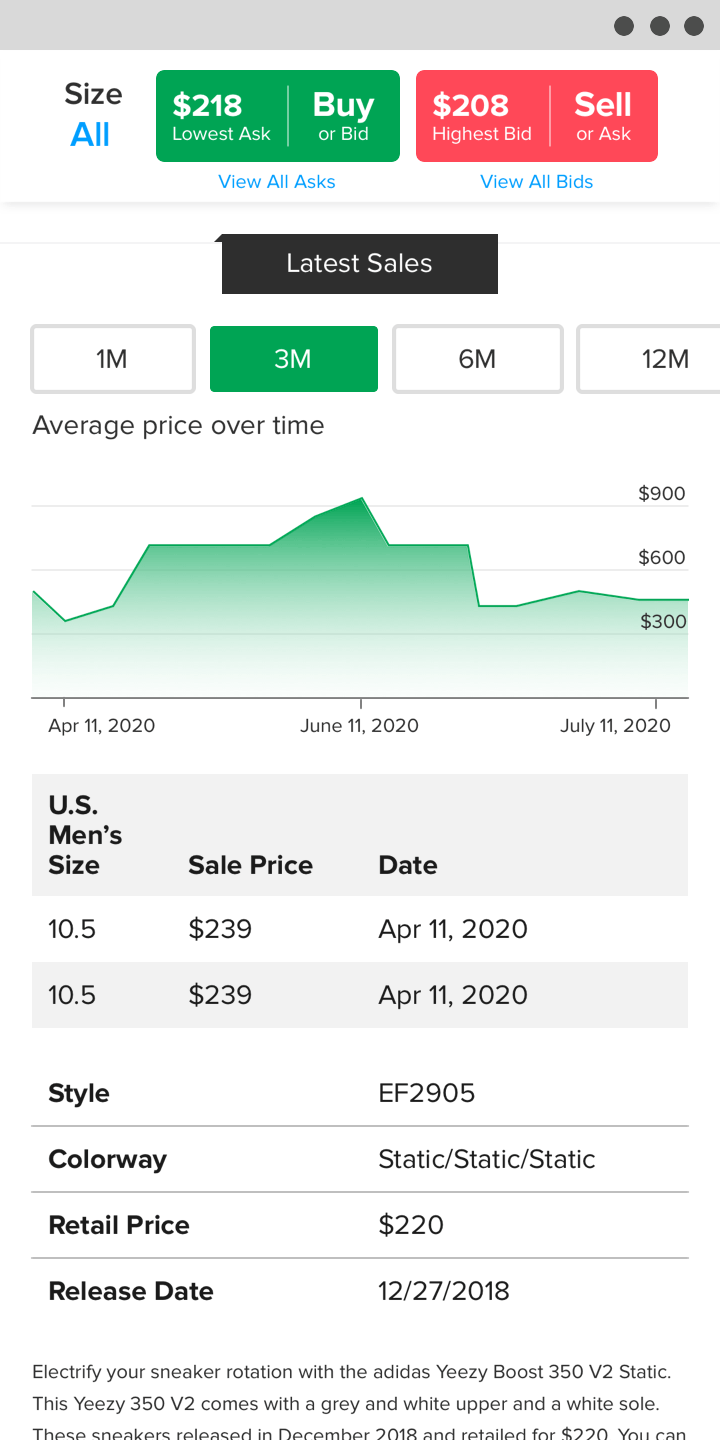 Size
All
$218
Lowest Ask
Buy
or Bid
$208
Highest Bid
Sell
or Ask
View All Asks
View All Bids
Latest Sales
1M
3M
6M
12M
Average price over time
$900
$600
$300
Apr 11, 2020
June 11, 2020
July 11, 2020
U.S. Men’s Size
Sale Price
Date
10.5 $239 Apr 11, 2020
10.5 $239 Apr 11, 2020
Style EF2905
Colorway Static/Static/Static
Retail Price $220
Release Date 12/27/2018
Electrify your sneaker rotation with the adidas Yeezy Boost 350 V2 Static.
This Yeezy 350 V2 comes with a grey and white upper and a white sole.
These sneakers released in December 2018 and retailed for $220. You can